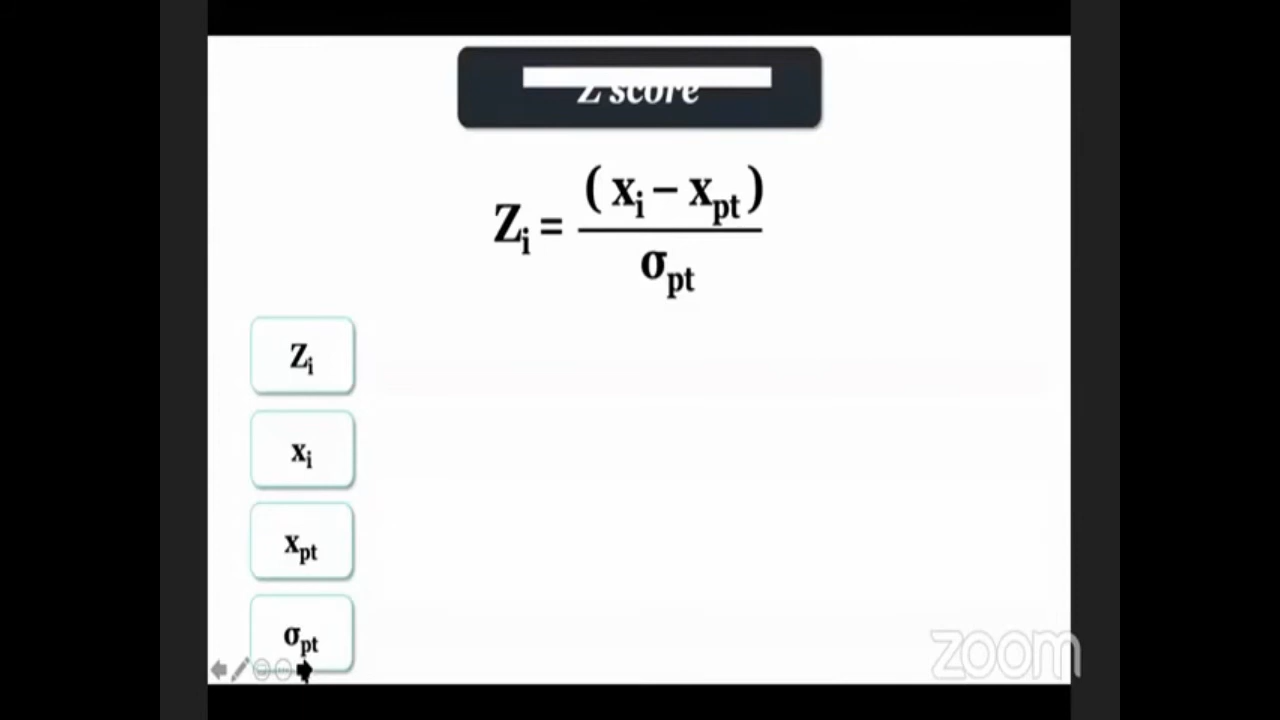 Z score
Zᵢ = (xᵢ − xₚₜ) / σₚₜ
Zᵢ
xᵢ
xₚₜ
σₚₜ
zoom